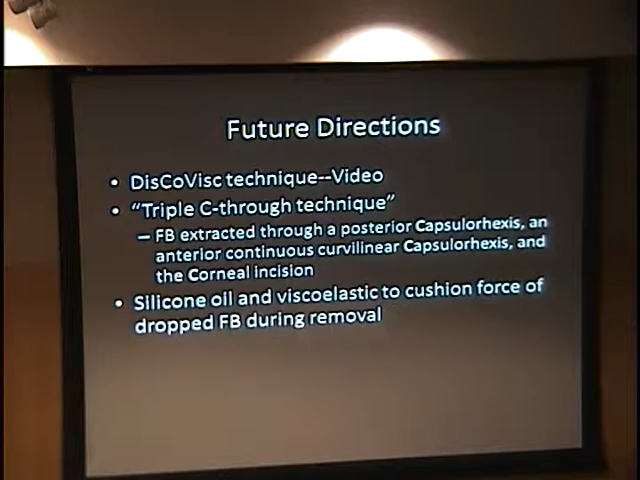 Future Directions
• DisCoVisc technique--Video
• “Triple C-through technique”
– FB extracted through a posterior Capsulorhexis, an
anterior continuous curvilinear Capsulorhexis, and
the Corneal incision
• Silicone oil and viscoelastic to cushion force of
dropped FB during removal